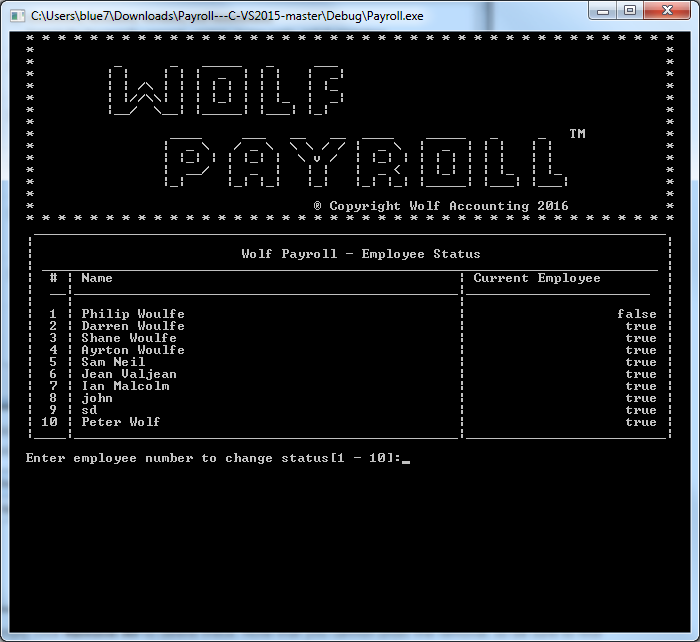 C:\Users\blue7\Downloads\Payroll---C-VS2015-master\Debug\Payroll.exe
WOLF
PAYROLL TM
® Copyright Wolf Accounting 2016
Wolf Payroll - Employee Status
# Name Current Employee
1 Philip Woulfe false
2 Darren Woulfe true
3 Shane Woulfe true
4 Ayrton Woulfe true
5 Sam Neil true
6 Jean Valjean true
7 Ian Malcolm true
8 john true
9 sd true
10 Peter Wolf true
Enter employee number to change status[1 - 10]:_